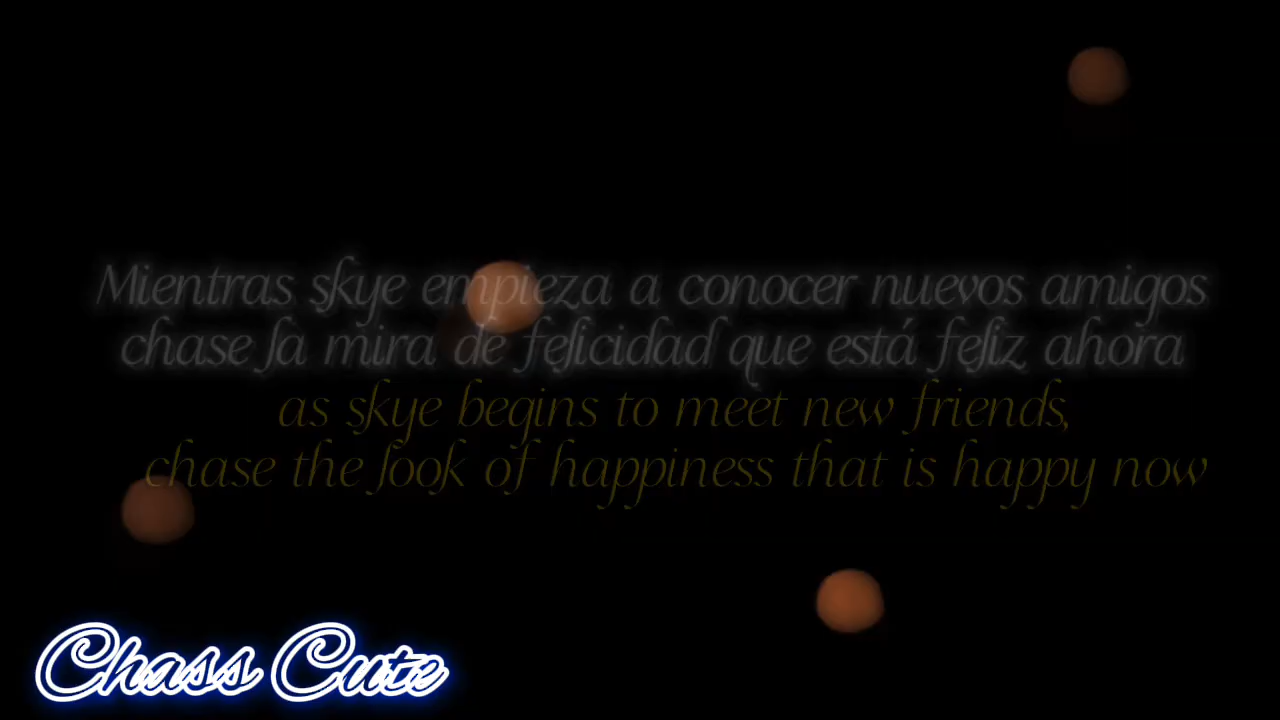 Mientras skye empieza a conocer nuevos amigos
chase la mira de felicidad que está feliz ahora
as skye begins to meet new friends,
chase the look of happiness that is happy now
Chass Cute